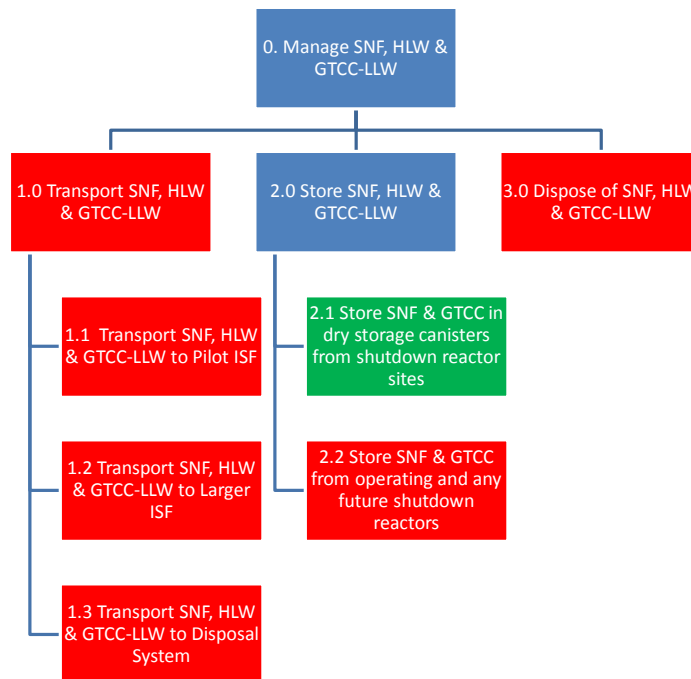 0. Manage SNF, HLW &
GTCC-LLW
1.0 Transport SNF, HLW
& GTCC-LLW
2.0 Store SNF, HLW &
GTCC-LLW
3.0 Dispose of SNF, HLW
& GTCC-LLW
1.1 Transport SNF, HLW
& GTCC-LLW to Pilot ISF
2.1 Store SNF & GTCC in
dry storage canisters
from shutdown reactor
sites
1.2 Transport SNF, HLW
& GTCC-LLW to Larger
ISF
2.2 Store SNF & GTCC
from operating and any
future shutdown
reactors
1.3 Transport SNF, HLW
& GTCC-LLW to Disposal
System